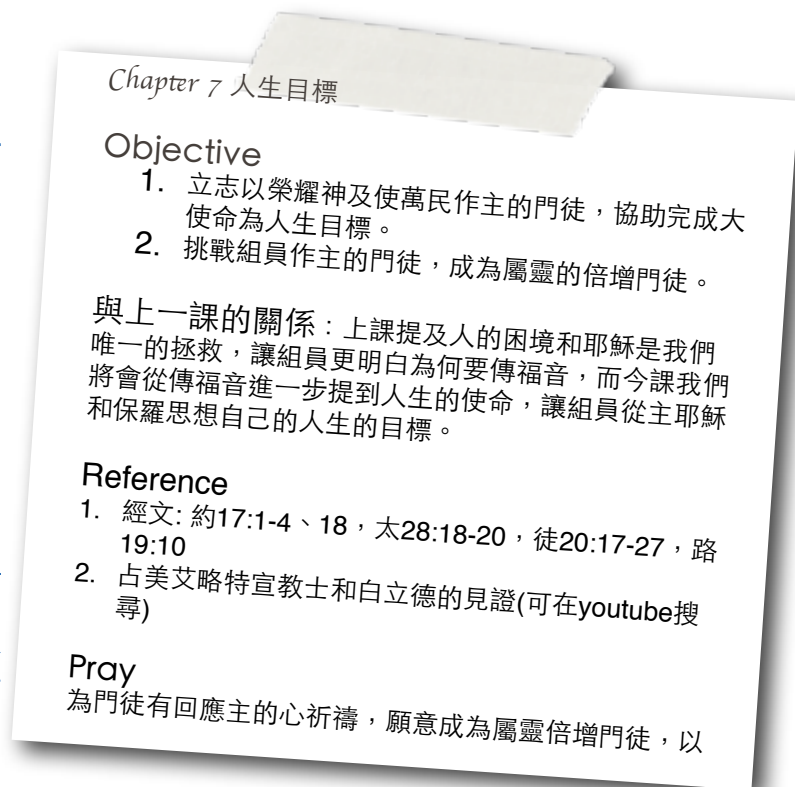 Chapter 7 人生目標
Objective
1. 立志以榮耀神及使萬民作主的門徒，協助完成大
使命為人生目標。
2. 挑戰組員作主的門徒，成為屬靈的倍增門徒。
與上一課的關係：上課提及人的困境和耶穌是我們
唯一的拯救，讓組員更明白為何要傳福音，而今課我們
將會從傳福音進一步提到人生的使命，讓組員從主耶穌
和保羅思想自己的人生的目標。
Reference
1. 經文: 約17:1-4、18，太28:18-20，徒20:17-27，路
19:10
2. 占美艾略特宣教士和白立德的見證(可在youtube搜
尋)
Pray
為門徒有回應主的心祈禱，願意成為屬靈倍增門徒，以